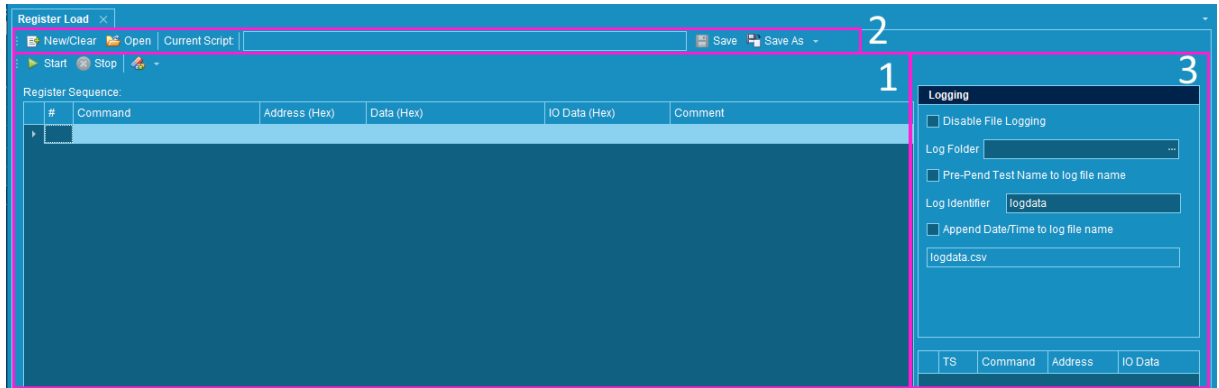 Register Load
2
New/Clear Open Current Script: Save Save As
Start Stop
1
3
Register Sequence:
# Command Address (Hex) Data (Hex) IO Data (Hex) Comment
Logging
Disable File Logging
Log Folder ...
Pre-Pend Test Name to log file name
Log Identifier logdata
Append Date/Time to log file name
logdata.csv
TS Command Address IO Data